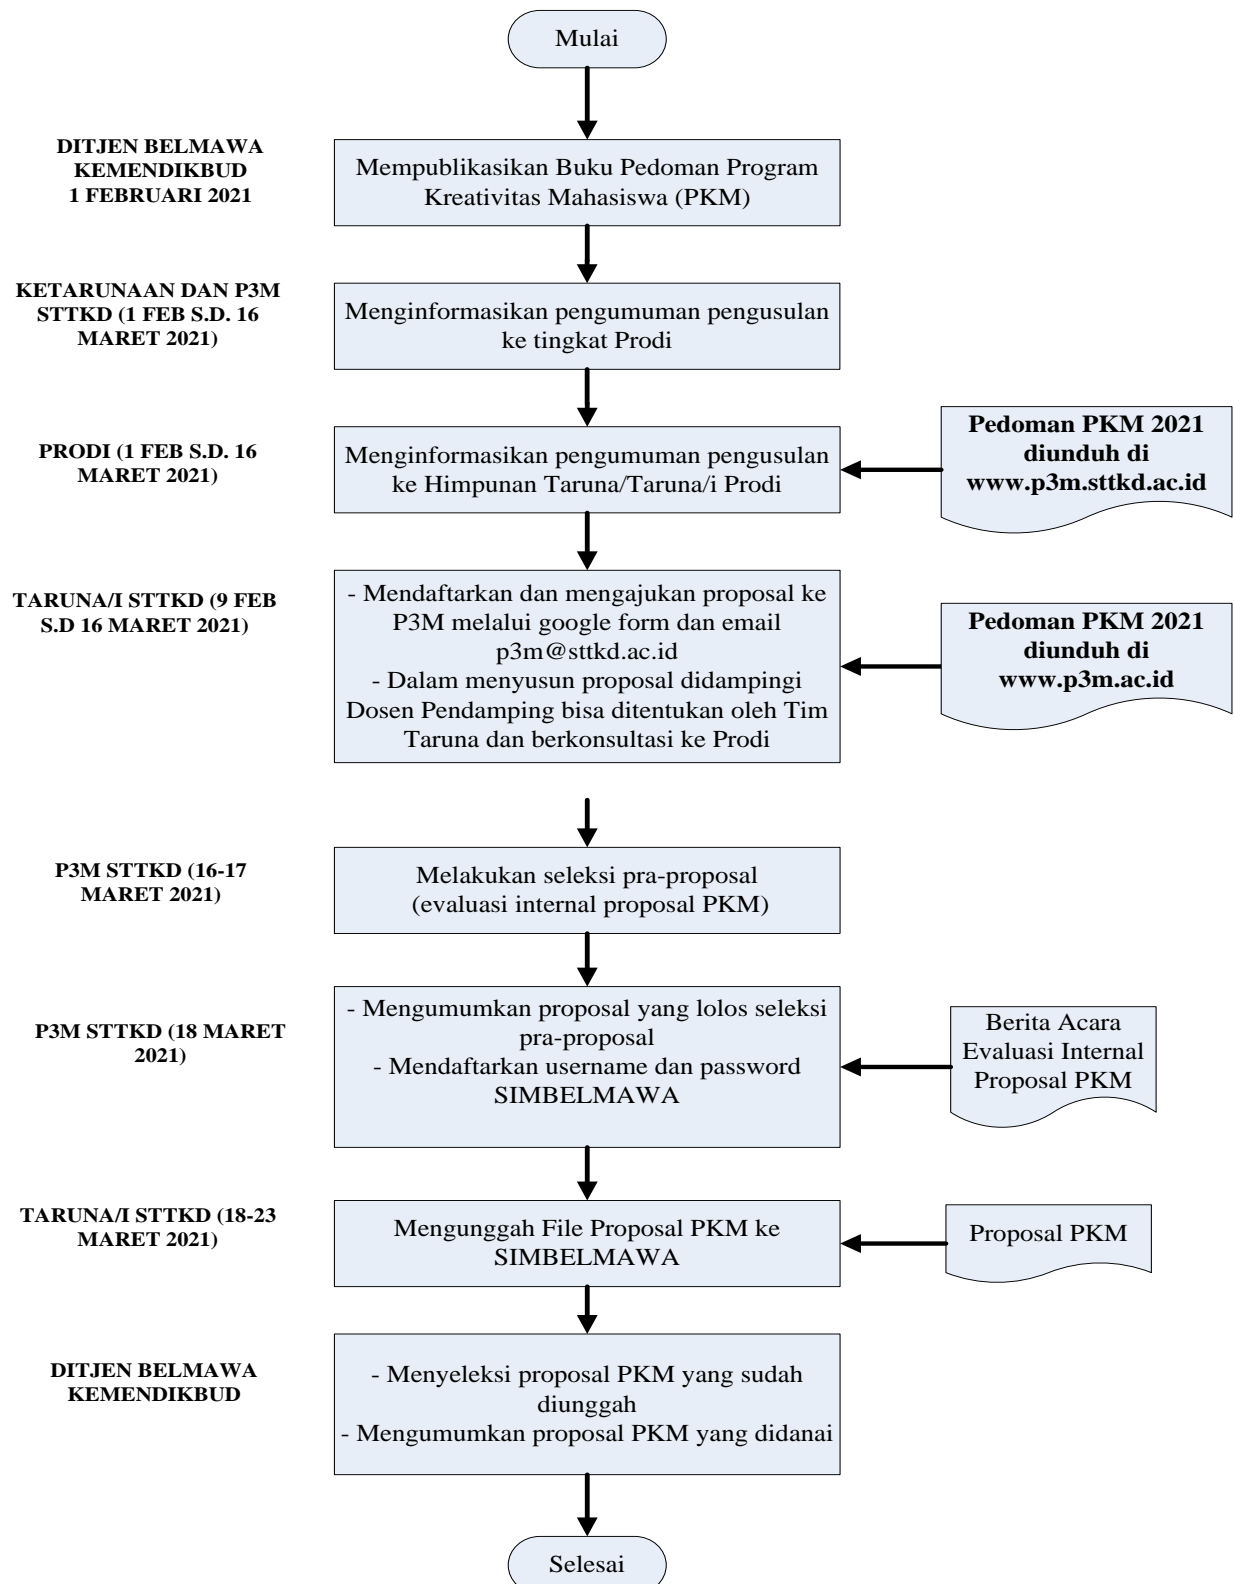 Mulai
DITJEN BELMAWA
KEMENDIKBUD
1 FEBRUARI 2021
Mempublikasikan Buku Pedoman Program
Kreativitas Mahasiswa (PKM)
KETARUNAAN DAN P3M
STTKD (1 FEB S.D. 16
MARET 2021)
Menginformasikan pengumuman pengusulan
ke tingkat Prodi
PRODI (1 FEB S.D. 16
MARET 2021)
Menginformasikan pengumuman pengusulan
ke Himpunan Taruna/Taruna/i Prodi
Pedoman PKM 2021
diunduh di
www.p3m.sttkd.ac.id
TARUNA/I STTKD (9 FEB
S.D 16 MARET 2021)
- Mendaftarkan dan mengajukan proposal ke
P3M melalui google form dan email
p3m@sttkd.ac.id
- Dalam menyusun proposal didampingi
Dosen Pendamping bisa ditentukan oleh Tim
Taruna dan berkonsultasi ke Prodi
Pedoman PKM 2021
diunduh di
www.p3m.ac.id
P3M STTKD (16-17
MARET 2021)
Melakukan seleksi pra-proposal
(evaluasi internal proposal PKM)
P3M STTKD (18 MARET
2021)
- Mengumumkan proposal yang lolos seleksi
pra-proposal
- Mendaftarkan username dan password
SIMBELMAWA
Berita Acara
Evaluasi Internal
Proposal PKM
TARUNA/I STTKD (18-23
MARET 2021)
Mengunggah File Proposal PKM ke
SIMBELMAWA
Proposal PKM
DITJEN BELMAWA
KEMENDIKBUD
- Menyeleksi proposal PKM yang sudah
diunggah
- Mengumumkan proposal PKM yang didanai
Selesai